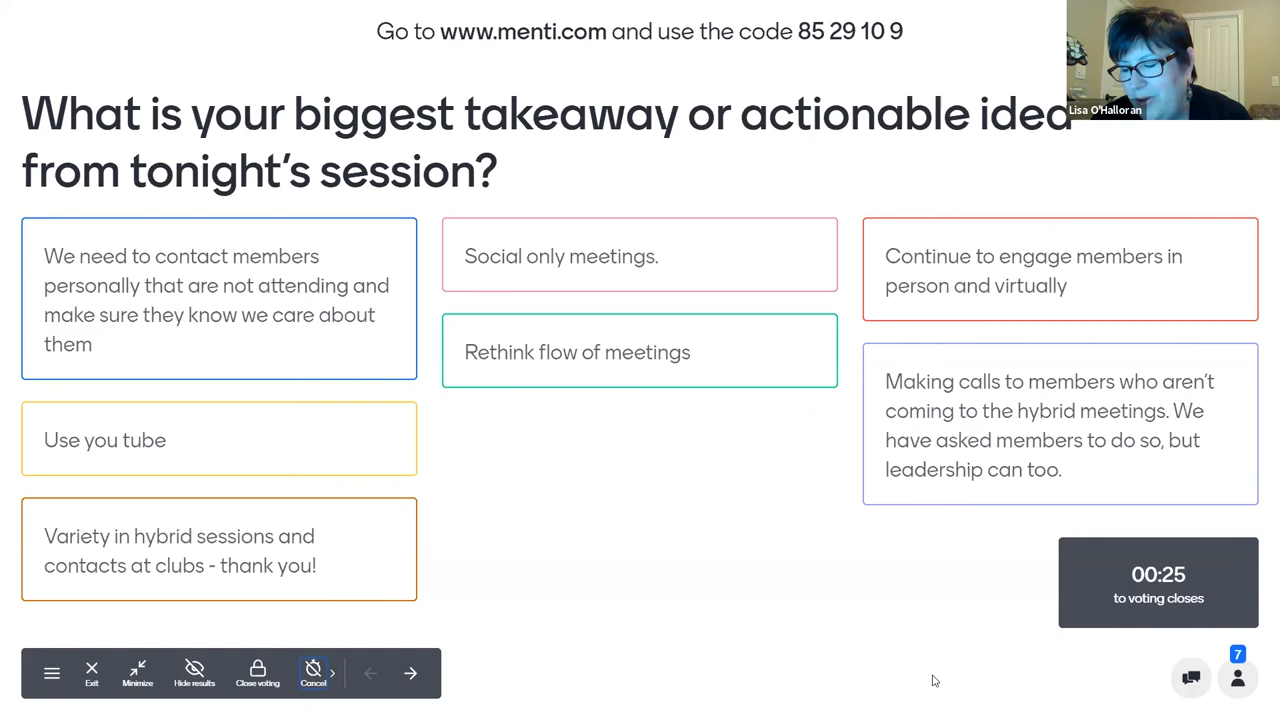 Go to www.menti.com and use the code 85 29 10 9
Lisa O'Halloran
What is your biggest takeaway or actionable idea
from tonight's session?
We need to contact members
personally that are not attending and
make sure they know we care about
them
Use you tube
Variety in hybrid sessions and
contacts at clubs - thank you!
Social only meetings.
Rethink flow of meetings
Continue to engage members in
person and virtually
Making calls to members who aren't
coming to the hybrid meetings. We
have asked members to do so, but
leadership can too.
00:25
to voting closes
Exit
Minimize
Hide results
Close voting
Cancel
7